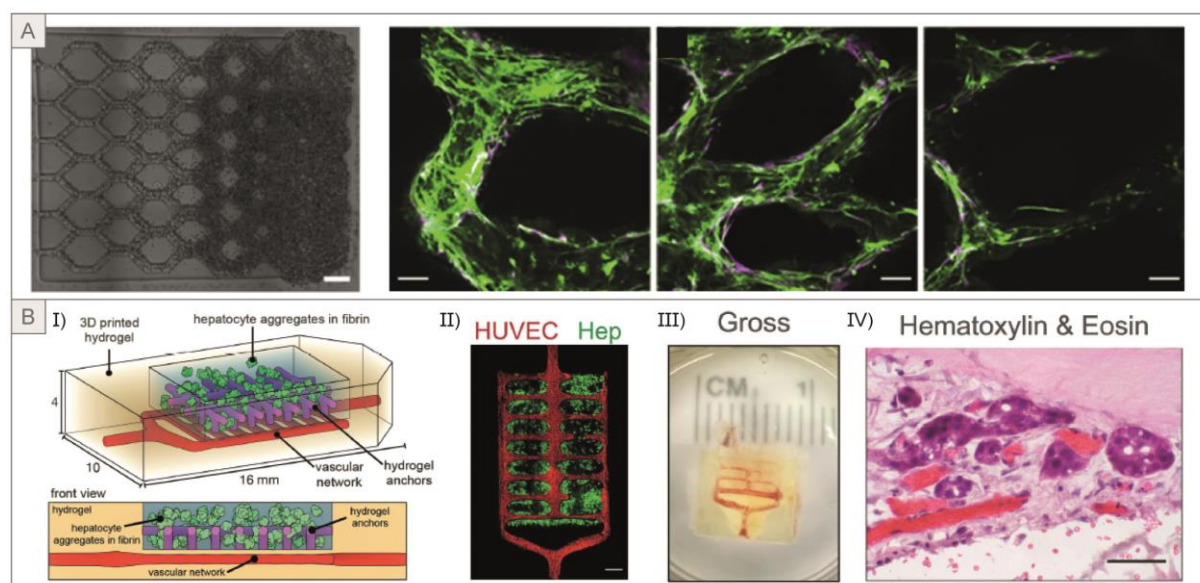 A
B
I)
3D printed
hydrogel
hepatocyte aggregates in fibrin
4
10
16 mm
vascular
network
hydrogel
anchors
front view
hydrogel
hepatocyte
aggregates in fibrin
hydrogel
anchors
vascular network
II)
HUVEC Hep
III)
Gross
CM 1
IV)
Hematoxylin & Eosin